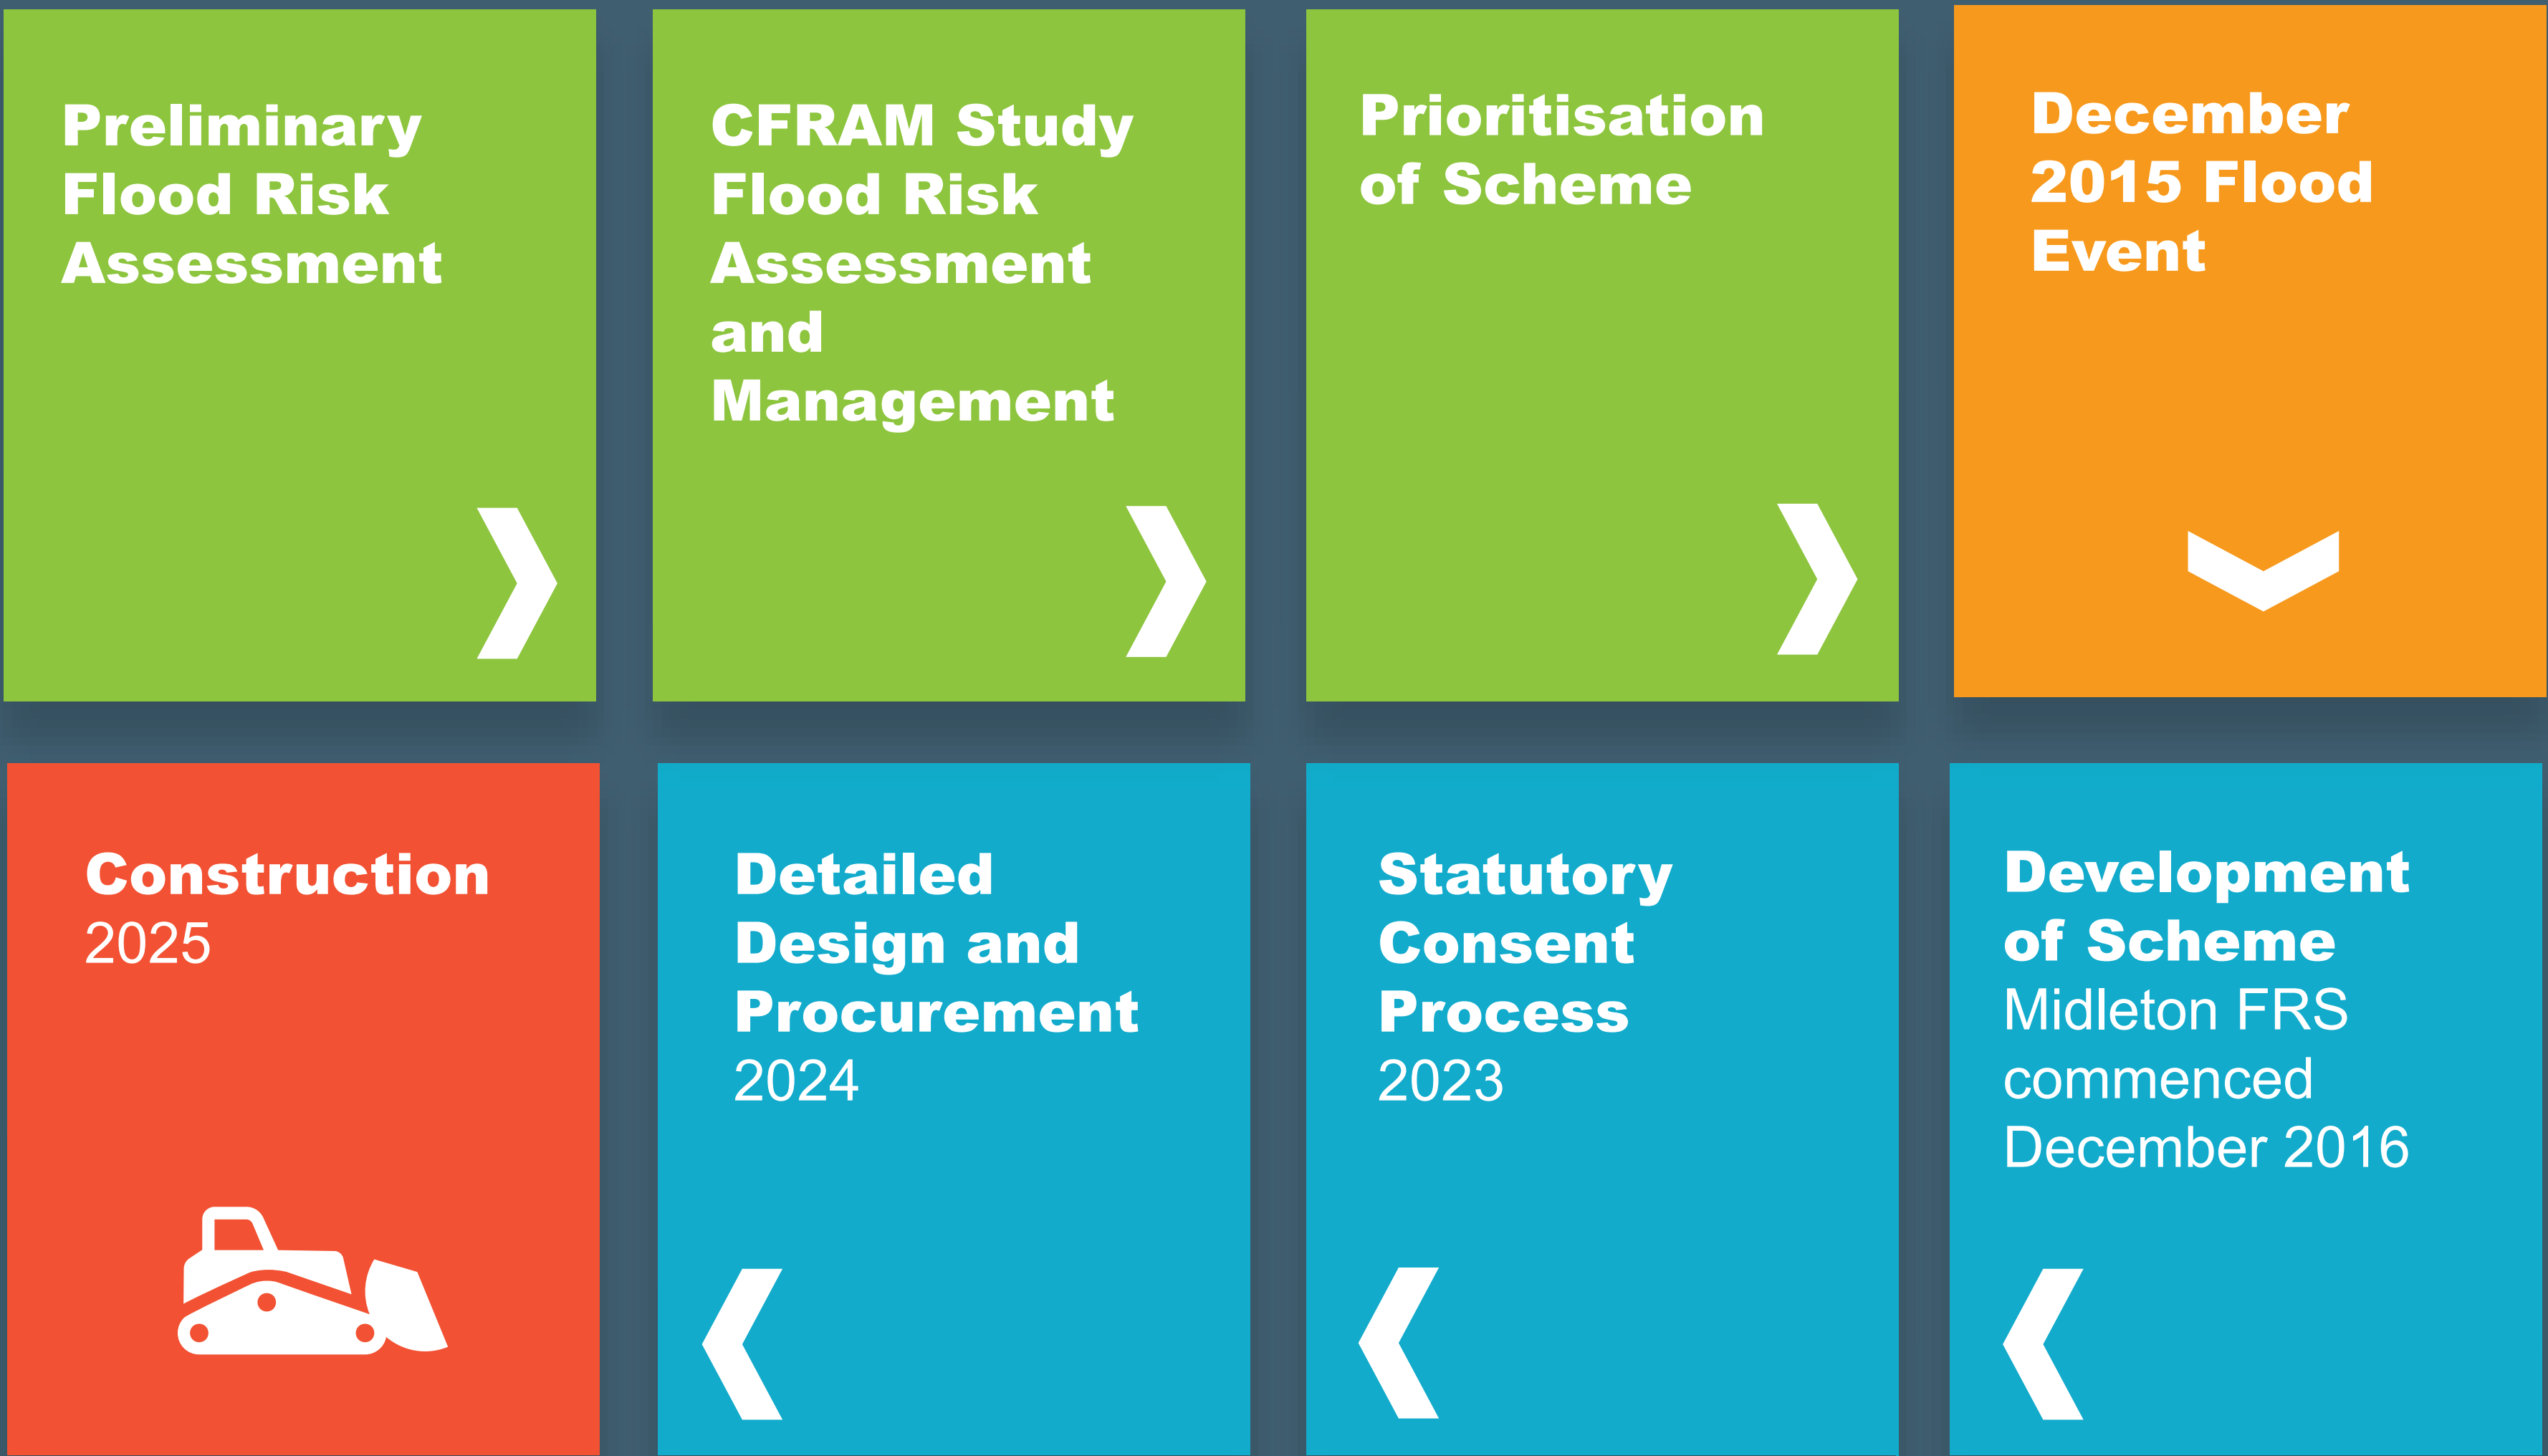 Preliminary
Flood Risk
Assessment
CFRAM Study
Flood Risk
Assessment
and
Management
Prioritisation
of Scheme
December
2015 Flood
Event
Construction
2025
Detailed
Design and
Procurement
2024
Statutory
Consent
Process
2023
Development
of Scheme
Midleton FRS
commenced
December 2016